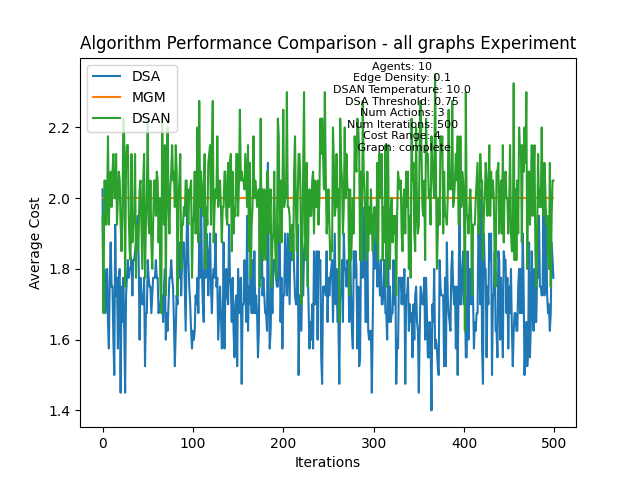 Algorithm Performance Comparison - all graphs Experiment
DSA
MGM
DSAN
Agents: 10
Edge Density: 0.1
DSAN Temperature: 10.0
DSA Threshold: 0.75
Num Actions: 3
Num Iterations: 500
Cost Range: 4
Graph: complete
Average Cost
2.2
2.0
1.8
1.6
1.4
0
100
200
300
400
500
Iterations